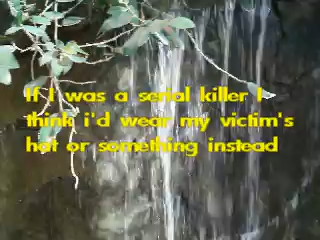 If I was a serial killer I
think i'd wear my victim's
hat or something instead